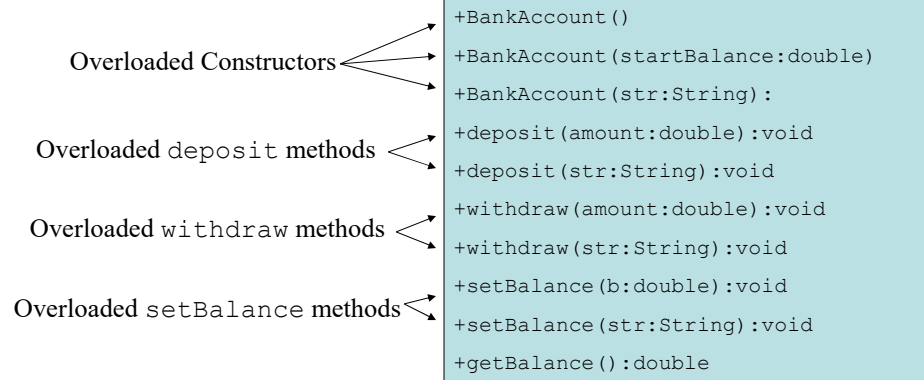 Overloaded Constructors
Overloaded deposit methods
Overloaded withdraw methods
Overloaded setBalance methods
+BankAccount()
+BankAccount(startBalance:double)
+BankAccount(str:String):
+deposit(amount:double):void
+deposit(str:String):void
+withdraw(amount:double):void
+withdraw(str:String):void
+setBalance(b:double):void
+setBalance(str:String):void
+getBalance():double